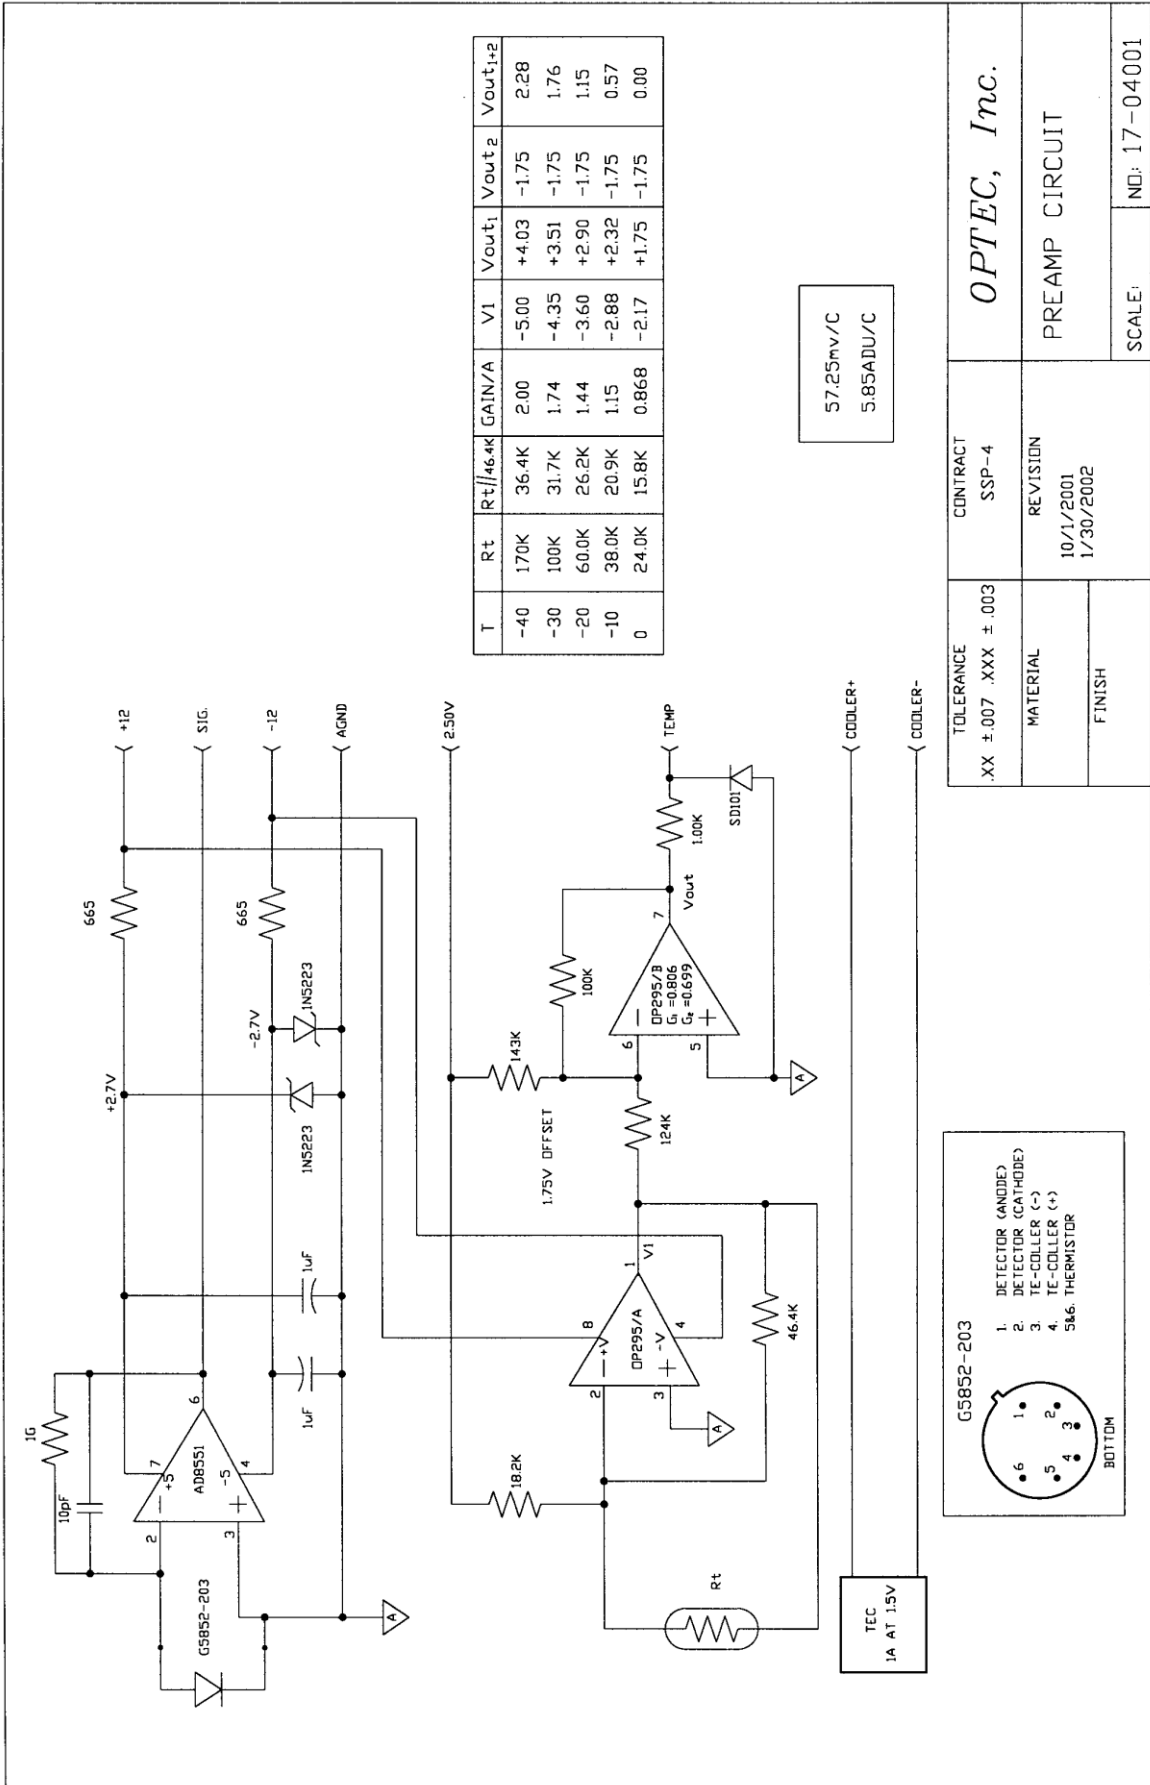 1G
10pF
2
3
7
+5
AD8551
-5
4
6
G5852-203
A
1uF
1uF
+2.7V
-2.7V
1N5223
1N5223
665
665
+12
SIG.
-12
AGND
2.50V
18.2K
2
3
8
+V
OP295/A
-V
4
1
V1
A
46.4K
Rt
1.75V OFFSET
143K
124K
100K
6
5
OP295/B
G₁ =0.806
G₂ =0.699
7
Vout
1.00K
SD101
A
TEMP
TEC
1A AT 1.5V
COOLER+
COOLER-
T Rt Rt//46.4K GAIN/A V1 Vout₁ Vout₂ Vout₁₊₂
-40 170K 36.4K 2.00 -5.00 +4.03 -1.75 2.28
-30 100K 31.7K 1.74 -4.35 +3.51 -1.75 1.76
-20 60.0K 26.2K 1.44 -3.60 +2.90 -1.75 1.15
-10 38.0K 20.9K 1.15 -2.88 +2.32 -1.75 0.57
0 24.0K 15.8K 0.868 -2.17 +1.75 -1.75 0.00
57.25mv/C
5.85ADU/C
G5852-203
6
1
5
2
4
3
BOTTOM
1. DETECTOR (ANODE)
2. DETECTOR (CATHODE)
3. TE-COLLER (-)
4. TE-COLLER (+)
5&6. THERMISTOR
TOLERANCE
.XX ±.007 .XXX ±.003
MATERIAL
FINISH
CONTRACT
SSP-4
REVISION
10/1/2001
1/30/2002
OPTEC, Inc.
PREAMP CIRCUIT
SCALE:
NO.: 17-04001